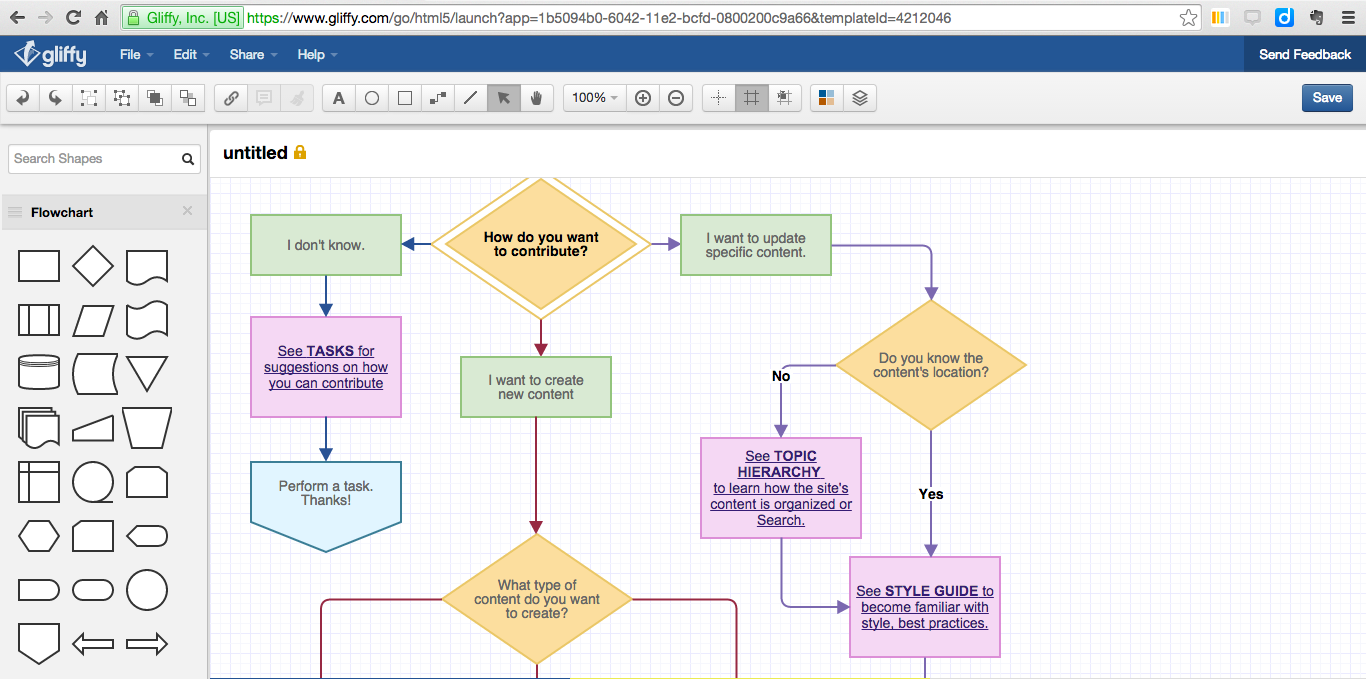 Gliffy, Inc. [US] https://www.gliffy.com/go/html5/launch?app=1b5094b0-6042-11e2-bcfd-0800200c9a66&templateId=4212046
gliffy File Edit Share Help Send Feedback
A 100% Save
Search Shapes
untitled
Flowchart
I don't know.
How do you want
to contribute?
I want to update
specific content.
See TASKS for
suggestions on how
you can contribute
I want to create
new content
Do you know the
content's location?
No
Perform a task.
Thanks!
See TOPIC
HIERARCHY
to learn how the site's
content is organized or
Search.
Yes
What type of
content do you want
to create?
See STYLE GUIDE to
become familiar with
style, best practices.